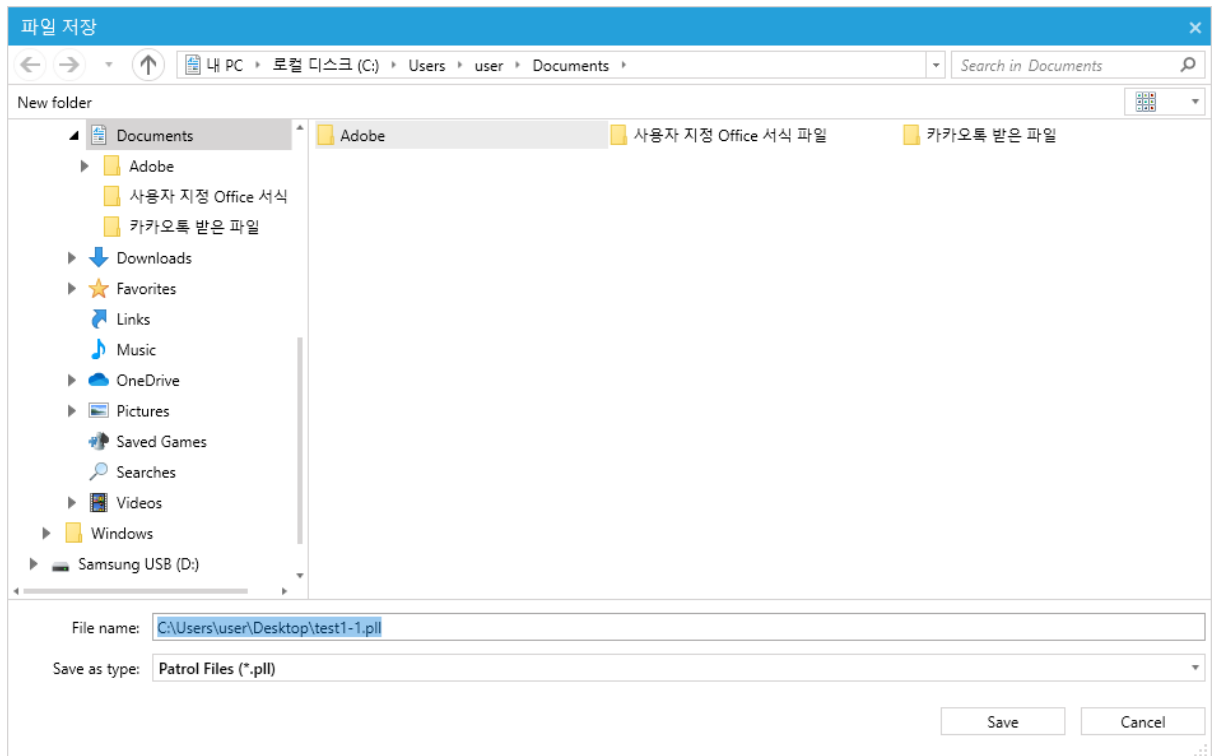 파일 저장
내 PC 로컬 디스크 (C:) Users user Documents
Search in Documents
New folder
Documents
Adobe
사용자 지정 Office 서식
카카오톡 받은 파일
Downloads
Favorites
Links
Music
OneDrive
Pictures
Saved Games
Searches
Videos
Windows
Samsung USB (D:)
Adobe
사용자 지정 Office 서식 파일
카카오톡 받은 파일
File name: C:\Users\user\Desktop\test1-1.pll
Save as type: Patrol Files (*.pll)
Save
Cancel